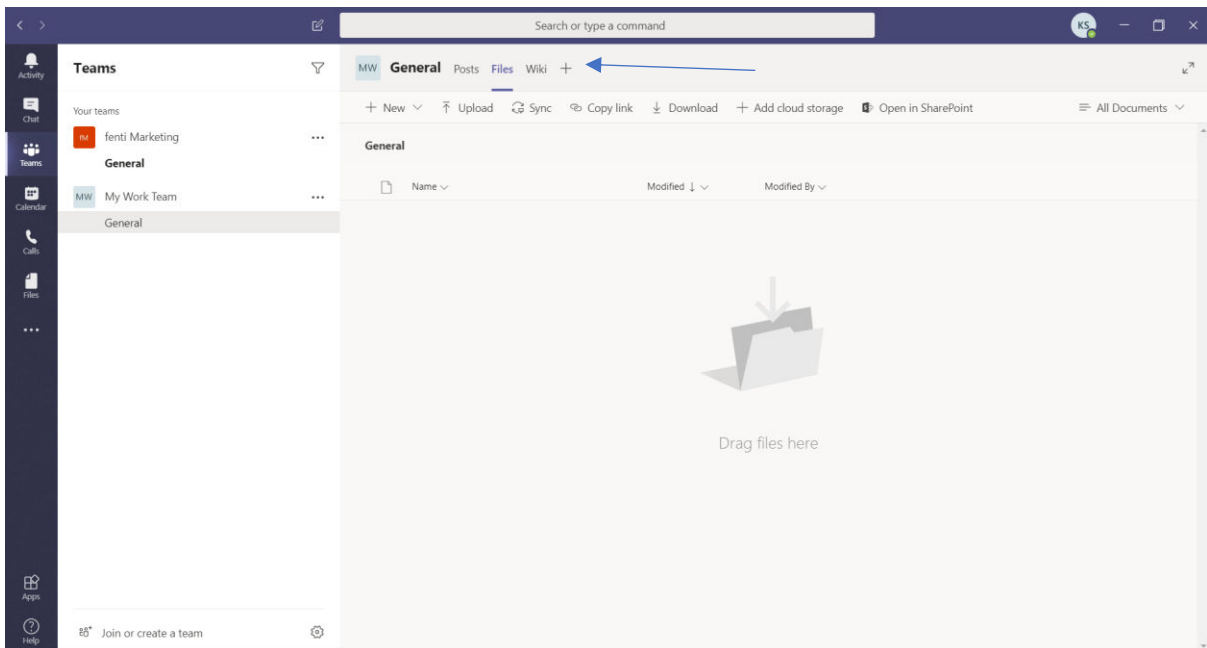 Search or type a command
KS
Activity
Chat
Teams
Calendar
Calls
Files
Apps
Help
Teams
Your teams
fM fenti Marketing
General
MW My Work Team
General
Join or create a team
MW General Posts Files Wiki +
+ New Upload Sync Copy link Download + Add cloud storage Open in SharePoint All Documents
General
Name Modified Modified By
Drag files here